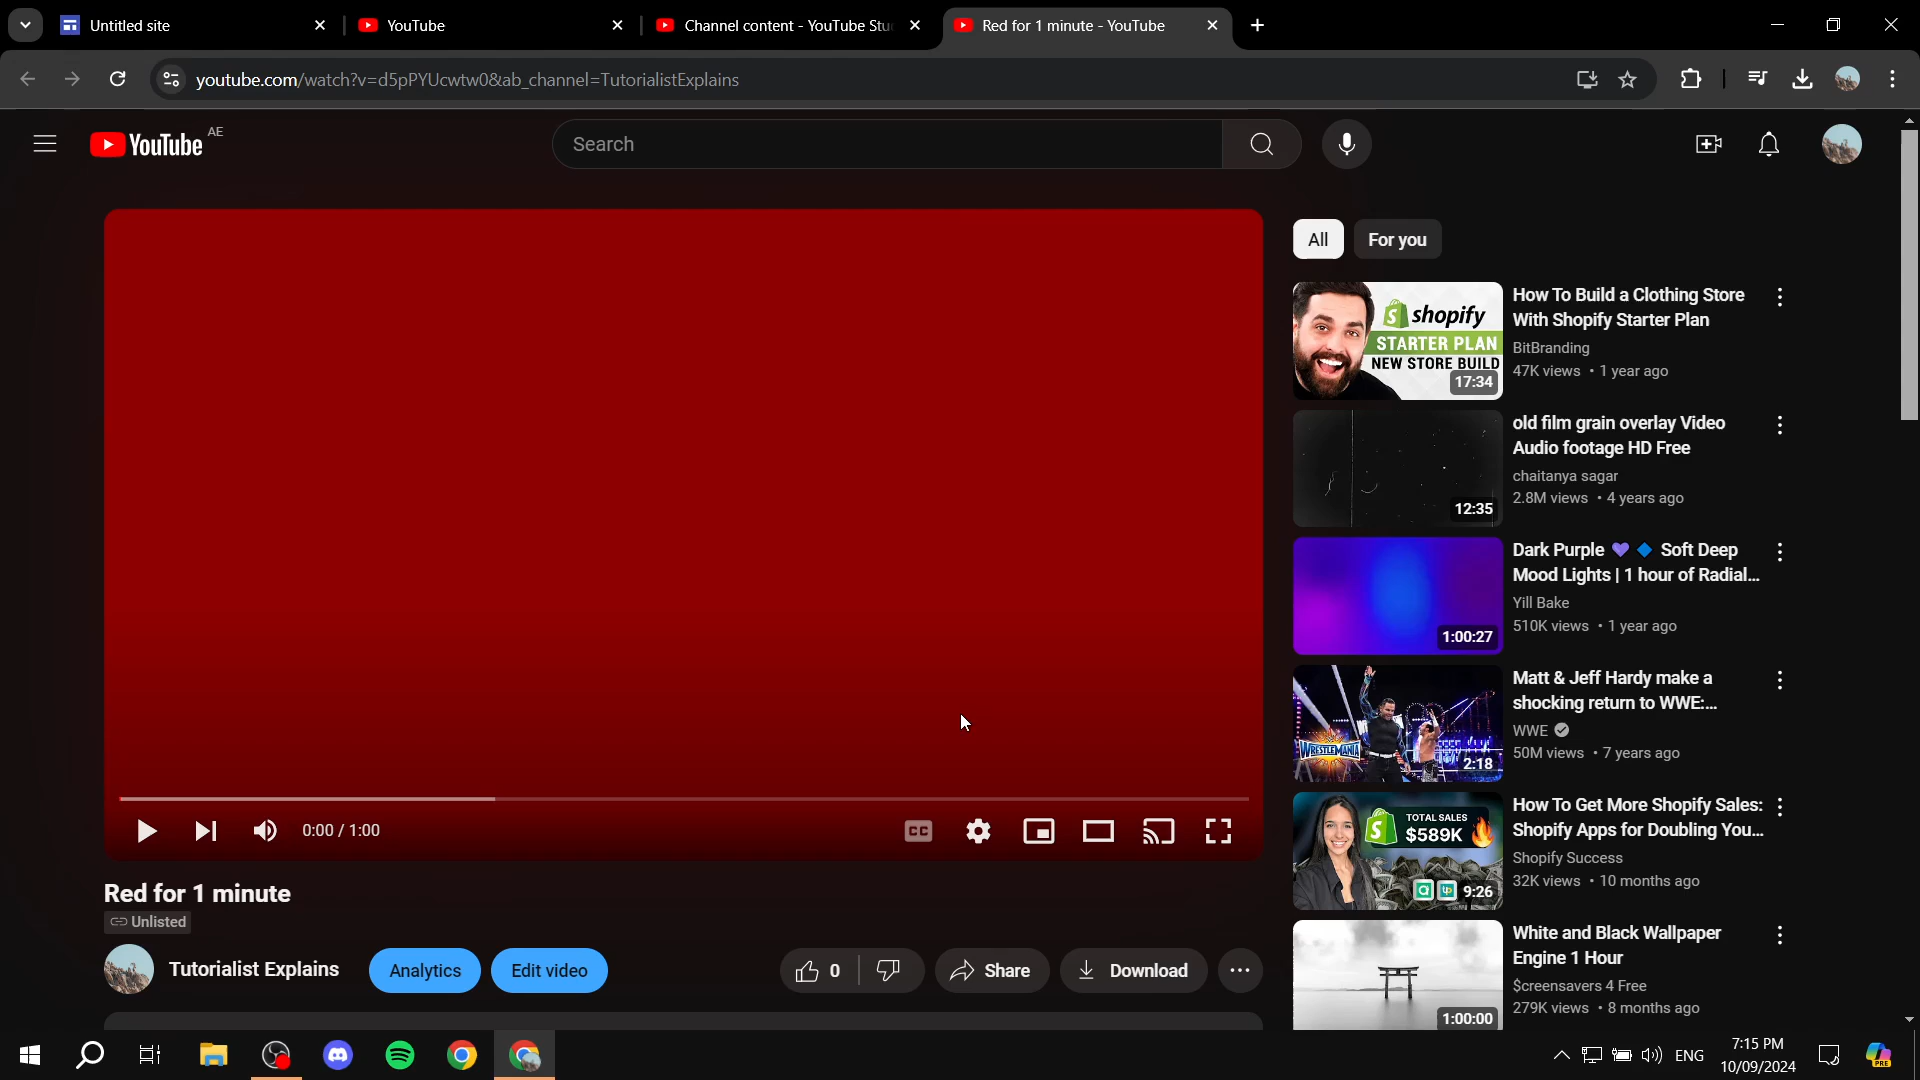 Untitled site
YouTube
Channel content - YouTube Stu
Red for 1 minute - YouTube
youtube.com/watch?v=d5pPYUcwtw0&ab_channel=TutorialistExplains
YouTube AE
Search
All
For you
shopify
STARTER PLAN
NEW STORE BUILD
17:34
How To Build a Clothing Store
With Shopify Starter Plan
BitBranding
47K views • 1 year ago
12:35
old film grain overlay Video
Audio footage HD Free
chaitanya sagar
2.8M views • 4 years ago
1:00:27
Dark Purple 💜 🔷 Soft Deep
Mood Lights | 1 hour of Radial...
Yill Bake
510K views • 1 year ago
WRESTLEMANIA
2:18
Matt & Jeff Hardy make a
shocking return to WWE:...
WWE
50M views • 7 years ago
TOTAL SALES
$589K
9:26
How To Get More Shopify Sales:
Shopify Apps for Doubling You...
Shopify Success
32K views • 10 months ago
1:00:00
White and Black Wallpaper
Engine 1 Hour
$creensavers 4 Free
279K views • 8 months ago
0:00 / 1:00
CC
Red for 1 minute
Unlisted
Tutorialist Explains
Analytics
Edit video
0
Share
Download
ENG
7:15 PM
10/09/2024
PRE